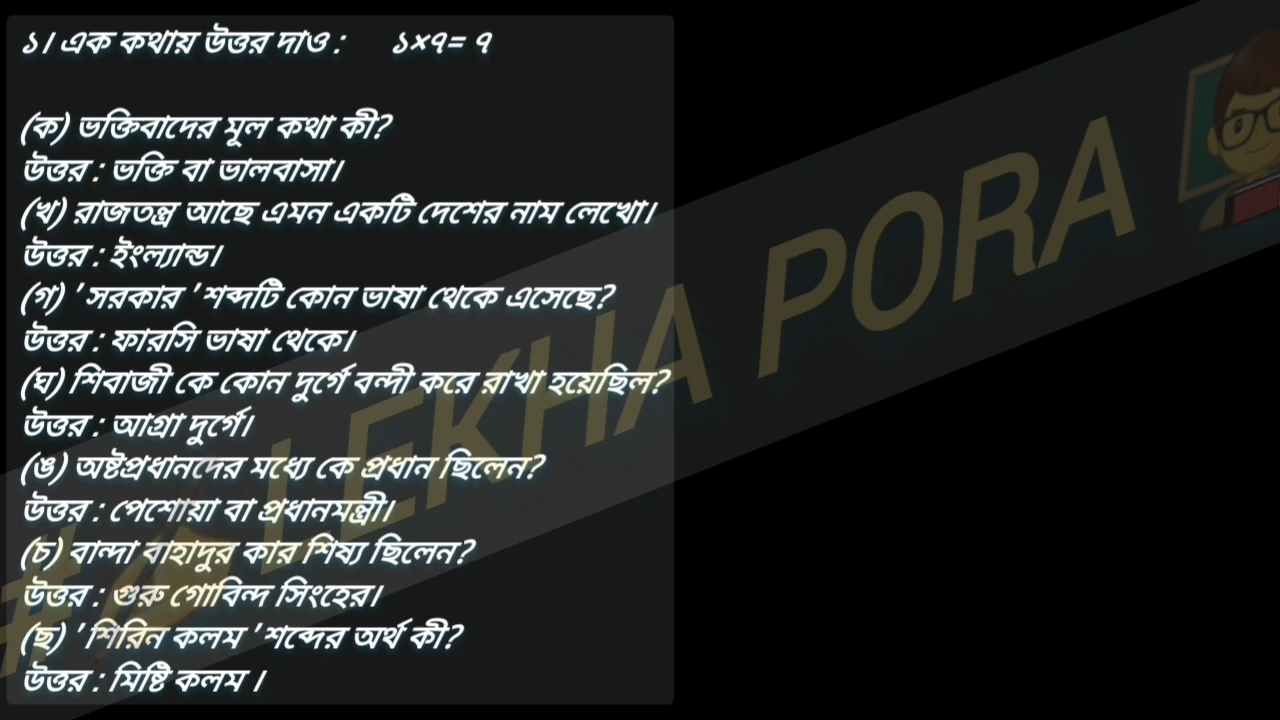 ১। এক কথায় উত্তর দাও : ১×৭= ৭
(ক) ভক্তিবাদের মূল কথা কী?
উত্তর : ভক্তি বা ভালবাসা।
(খ) রাজতন্ত্র আছে এমন একটি দেশের নাম লেখো।
উত্তর : ইংল্যান্ড।
(গ) ' সরকার ' শব্দটি কোন ভাষা থেকে এসেছে?
উত্তর : ফারসি ভাষা থেকে।
(ঘ) শিবাজী কে কোন দুর্গে বন্দী করে রাখা হয়েছিল?
উত্তর : আগ্রা দুর্গে।
(ঙ) অষ্টপ্রধানদের মধ্যে কে প্রধান ছিলেন?
উত্তর : পেশোয়া বা প্রধানমন্ত্রী।
(চ) বান্দা বাহাদুর কার শিষ্য ছিলেন?
উত্তর : গুরু গোবিন্দ সিংহের।
(ছ) ' শিরিন কলম ' শব্দের অর্থ কী?
উত্তর : মিষ্টি কলম ।
# LEKHA PORA